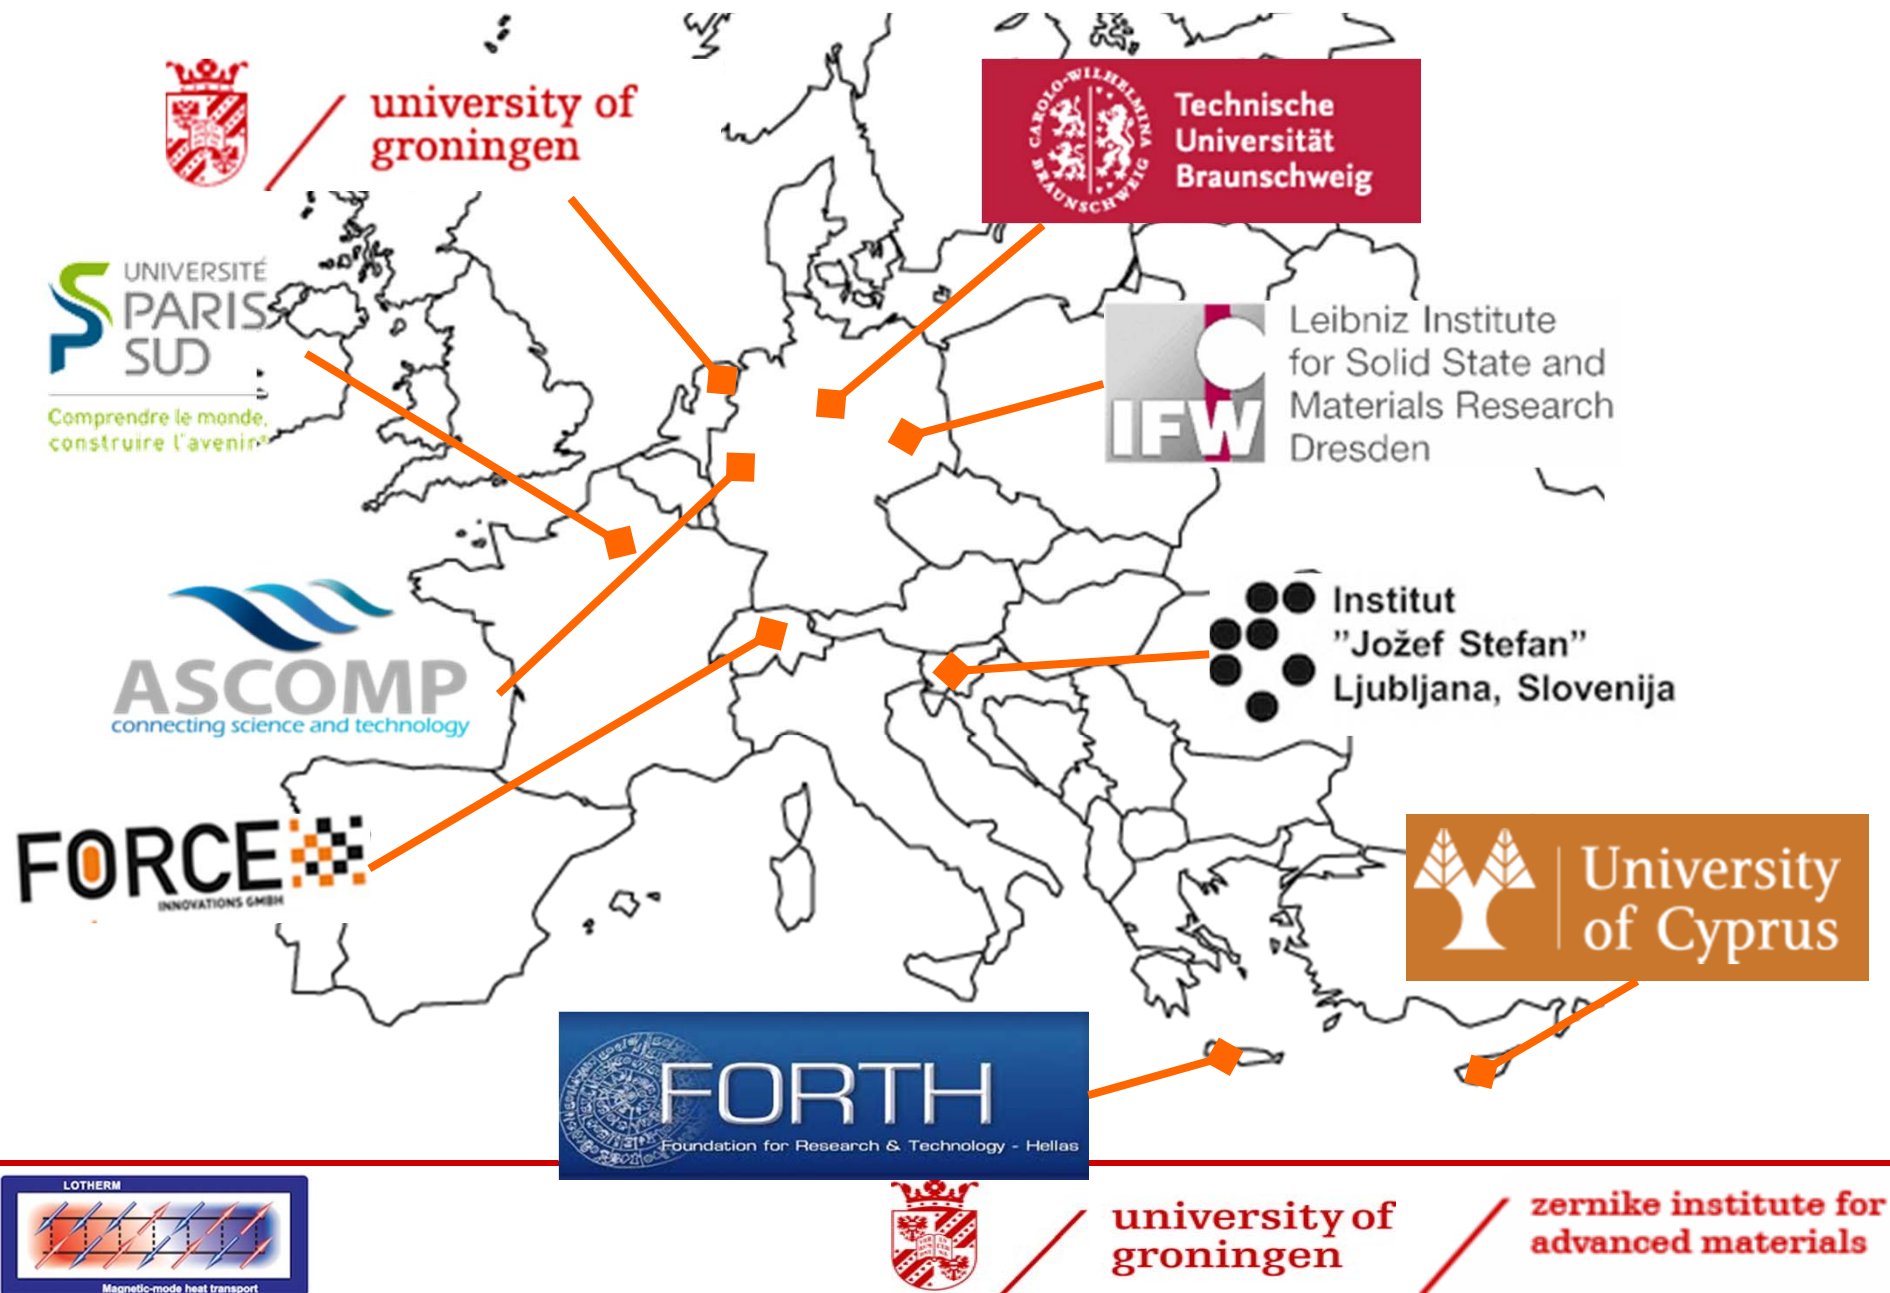 university of
groningen
CAROLO-WILHELMINA
BRAUNSCHWEIG
Technische
Universität
Braunschweig
UNIVERSITÉ
PARIS
SUD
Comprendre le monde,
construire l'avenir
IFW
Leibniz Institute
for Solid State and
Materials Research
Dresden
ASCOMP
connecting science and technology
Institut
”Jožef Stefan”
Ljubljana, Slovenija
FORCE
INNOVATIONS GMBH
University
of Cyprus
FORTH
Foundation for Research & Technology - Hellas
LOTHERM
Magnetic-mode heat transport
university of
groningen
zernike institute for
advanced materials